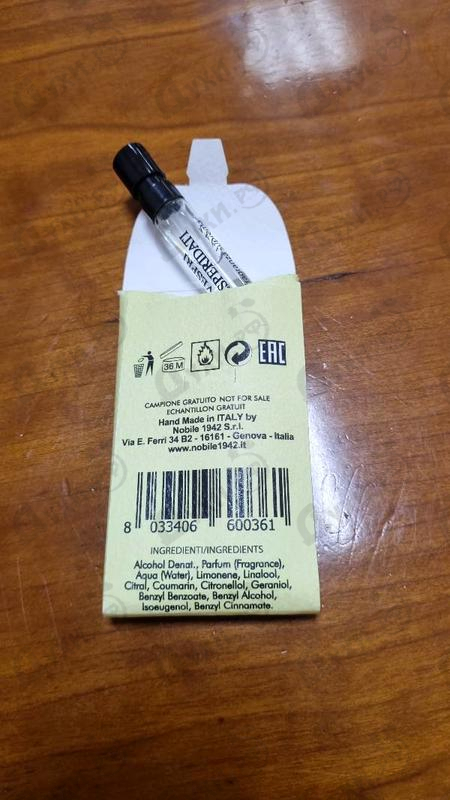 ESPERIDATI
36 M
EAC
CAMPIONE GRATUITO NOT FOR SALE
ECHANTILLON GRATUIT
Hand Made in ITALY by
Nobile 1942 S.r.l.
Via E. Ferri 34 B2 - 16161 - Genova - Italia
www.nobile1942.it
8 033406 600361
INGREDIENTI/INGREDIENTS
Alcohol Denat., Parfum (Fragrance),
Aqua (Water), Limonene, Linalool,
Citral, Coumarin, Citronellol, Geraniol,
Benzyl Benzoate, Benzyl Alcohol,
Isoeugenol, Benzyl Cinnamate.